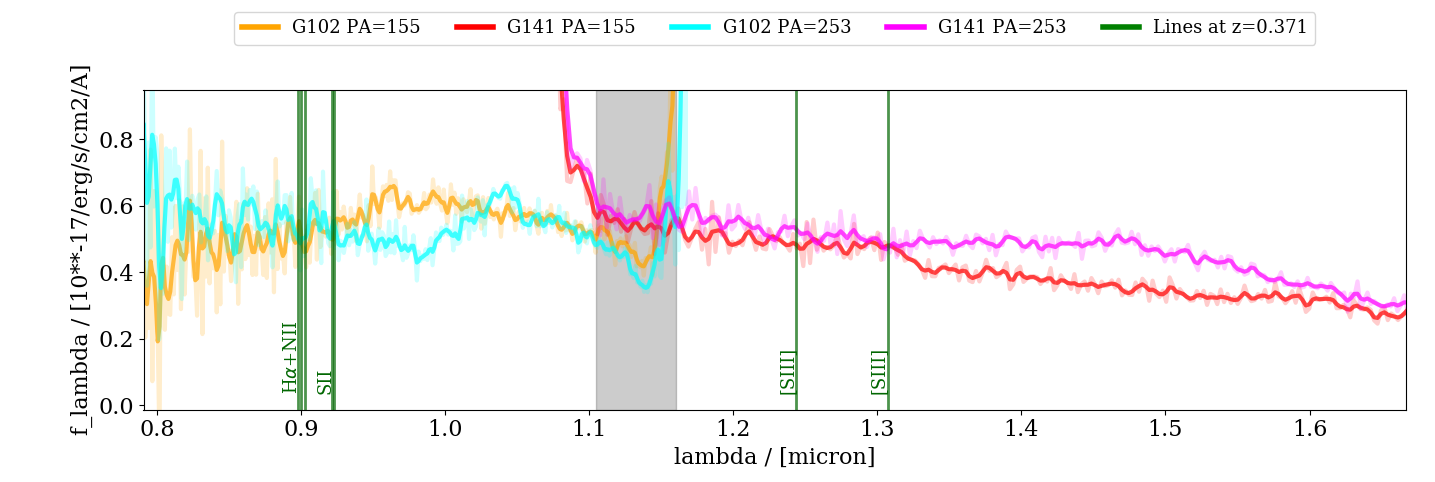 G102 PA=155 G141 PA=155 G102 PA=253 G141 PA=253 Lines at z=0.371
f_lambda / [10**-17/erg/s/cm2/A]
0.8
0.6
0.4
0.2
0.0
Hα+NII
SII
[SIII]
[SIII]
0.8 0.9 1.0 1.1 1.2 1.3 1.4 1.5 1.6
lambda / [micron]